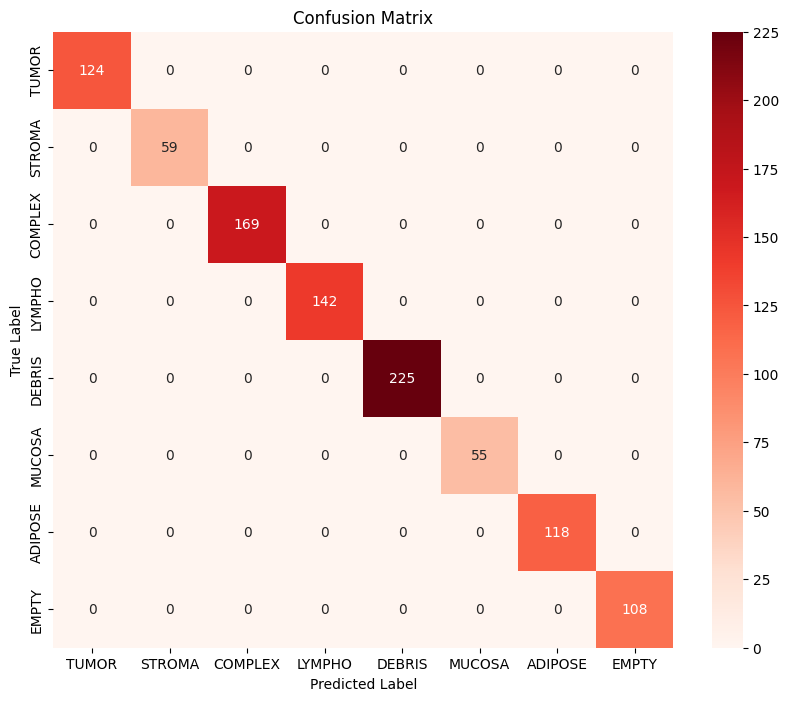 Confusion Matrix
TUMOR 124 0 0 0 0 0 0 0
STROMA 0 59 0 0 0 0 0 0
COMPLEX 0 0 169 0 0 0 0 0
LYMPHO 0 0 0 142 0 0 0 0
DEBRIS 0 0 0 0 225 0 0 0
MUCOSA 0 0 0 0 0 55 0 0
ADIPOSE 0 0 0 0 0 0 118 0
EMPTY 0 0 0 0 0 0 0 108
True Label
TUMOR STROMA COMPLEX LYMPHO DEBRIS MUCOSA ADIPOSE EMPTY
Predicted Label
225
200
175
150
125
100
75
50
25
0